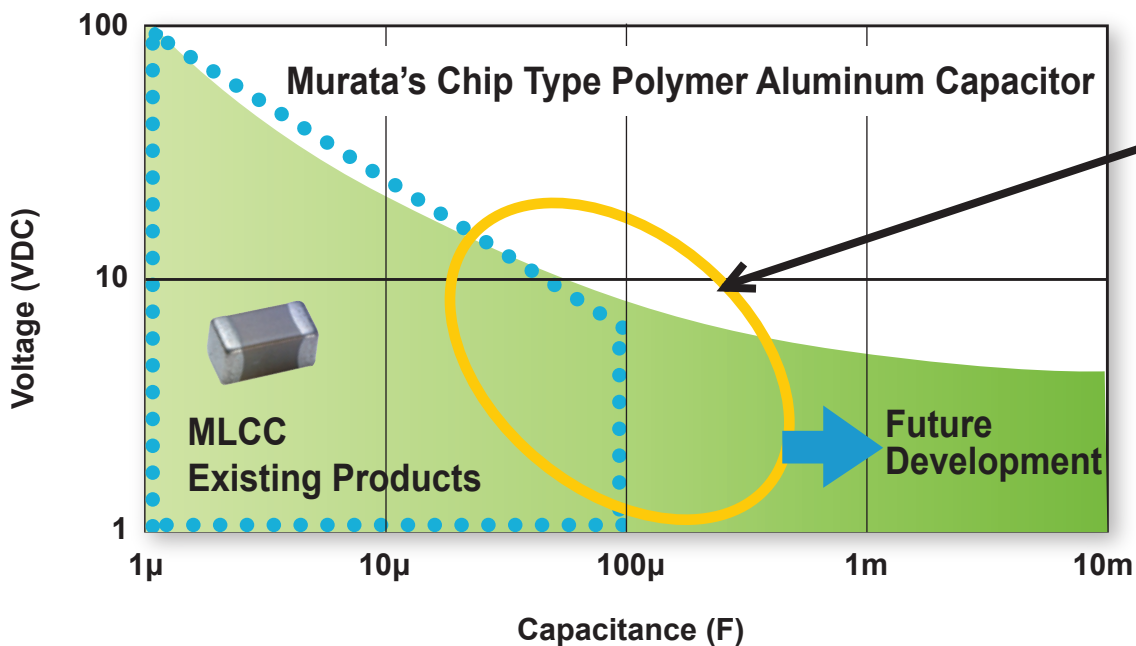 100
Murata's Chip Type Polymer Aluminum Capacitor
Voltage (VDC)
10
MLCC
Existing Products
Future
Development
1
1µ
10µ
100µ
1m
10m
Capacitance (F)